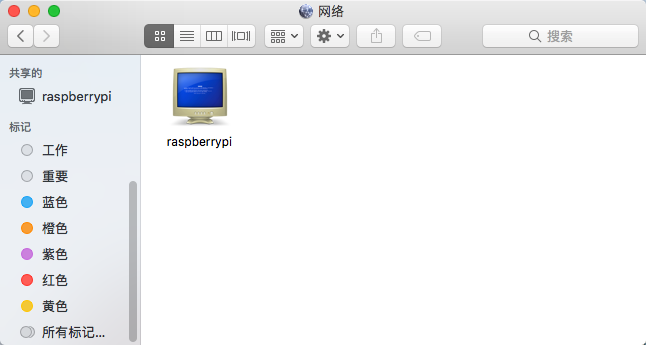 网络
搜索
共享的
raspberrypi
标记
工作
重要
蓝色
橙色
紫色
红色
黄色
所有标记...
raspberrypi